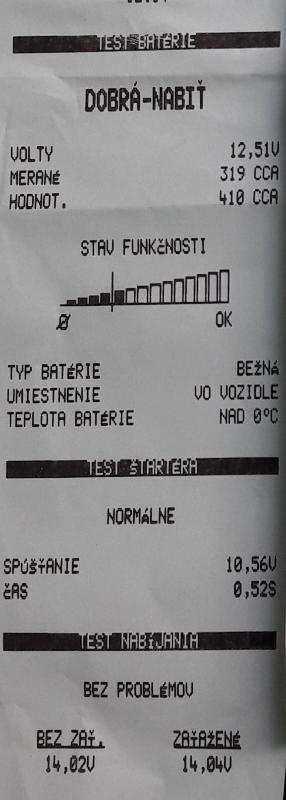 TEST BATÉRIE
DOBRÁ-NABIŤ
VOLTY 12,51V
MERANÉ 319 CCA
HODNOT. 410 CCA
STAV FUNKČNOSTI
Ø OK
TYP BATÉRIE BEŽNÁ
UMIESTNENIE VO VOZIDLE
TEPLOTA BATÉRIE NAD 0°C
TEST ŠTARTÉRA
NORMÁLNE
SPÚŠŤANIE 10,56V
ČAS 0,52S
TEST NABÍJANIA
BEZ PROBLÉMOV
BEZ ZAŤ. ZAŤAŽENÉ
14,02V 14,04V